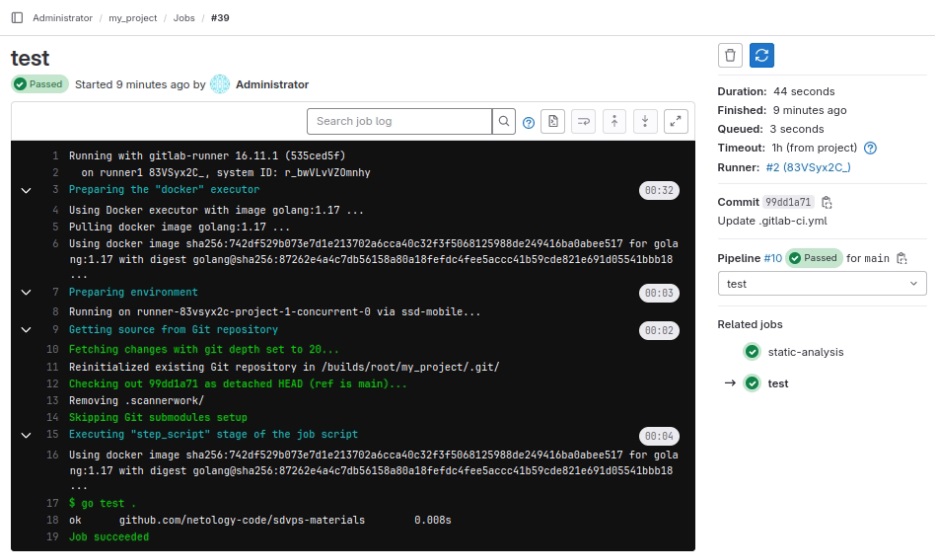 Administrator / my_project / Jobs / #39
test
Passed Started 9 minutes ago by Administrator
Search job log
1 Running with gitlab-runner 16.11.1 (535ced5f)
2 on runner1 83VSyx2C_, system ID: r_bwVLvVZOmnhy
3 Preparing the "docker" executor 00:32
4 Using Docker executor with image golang:1.17 ...
5 Pulling docker image golang:1.17 ...
6 Using docker image sha256:742df529b073e7d1e213702a6cca40c32f3f5068125988de249416ba0abee517 for gola
ng:1.17 with digest golang@sha256:87262e4a4c7db56158a80a18fefdc4fee5accc41b59cde821e691d05541bbb18
...
7 Preparing environment 00:03
8 Running on runner-83vsyx2c-project-1-concurrent-0 via ssd-mobile...
9 Getting source from Git repository 00:02
10 Fetching changes with git depth set to 20...
11 Reinitialized existing Git repository in /builds/root/my_project/.git/
12 Checking out 99dd1a71 as detached HEAD (ref is main)...
13 Removing .scannerwork/
14 Skipping Git submodules setup
15 Executing "step_script" stage of the job script 00:04
16 Using docker image sha256:742df529b073e7d1e213702a6cca40c32f3f5068125988de249416ba0abee517 for gola
ng:1.17 with digest golang@sha256:87262e4a4c7db56158a80a18fefdc4fee5accc41b59cde821e691d05541bbb18
...
17 $ go test .
18 ok github.com/netology-code/sdvps-materials 0.008s
19 Job succeeded
Duration: 44 seconds
Finished: 9 minutes ago
Queued: 3 seconds
Timeout: 1h (from project)
Runner: #2 (83VSyx2C_)
Commit 99dd1a71
Update .gitlab-ci.yml
Pipeline #10 Passed for main
test
Related jobs
static-analysis
test